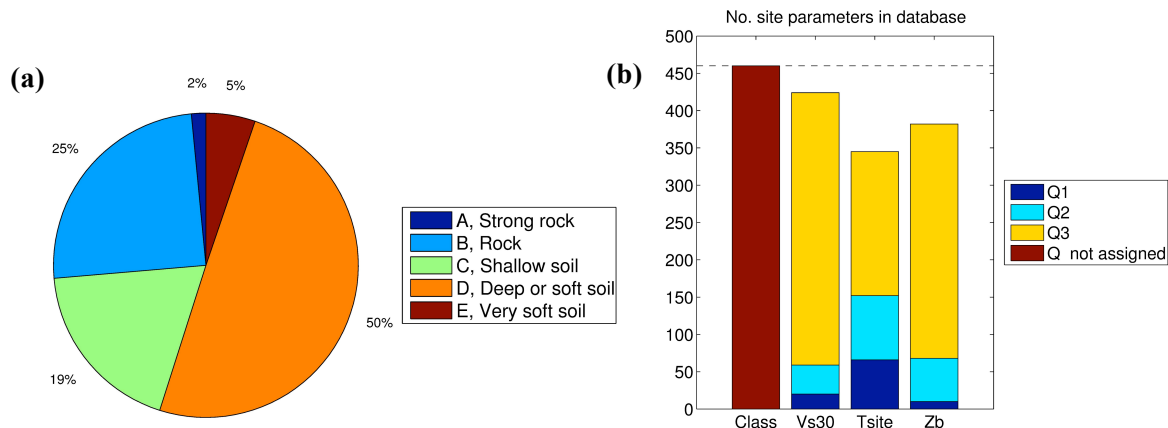 (a)
2%
5%
25%
19%
50%
A, Strong rock
B, Rock
C, Shallow soil
D, Deep or soft soil
E, Very soft soil
(b)
No. site parameters in database
500
450
400
350
300
250
200
150
100
50
0
Class Vs30 Tsite Zb
Q1
Q2
Q3
Q not assigned